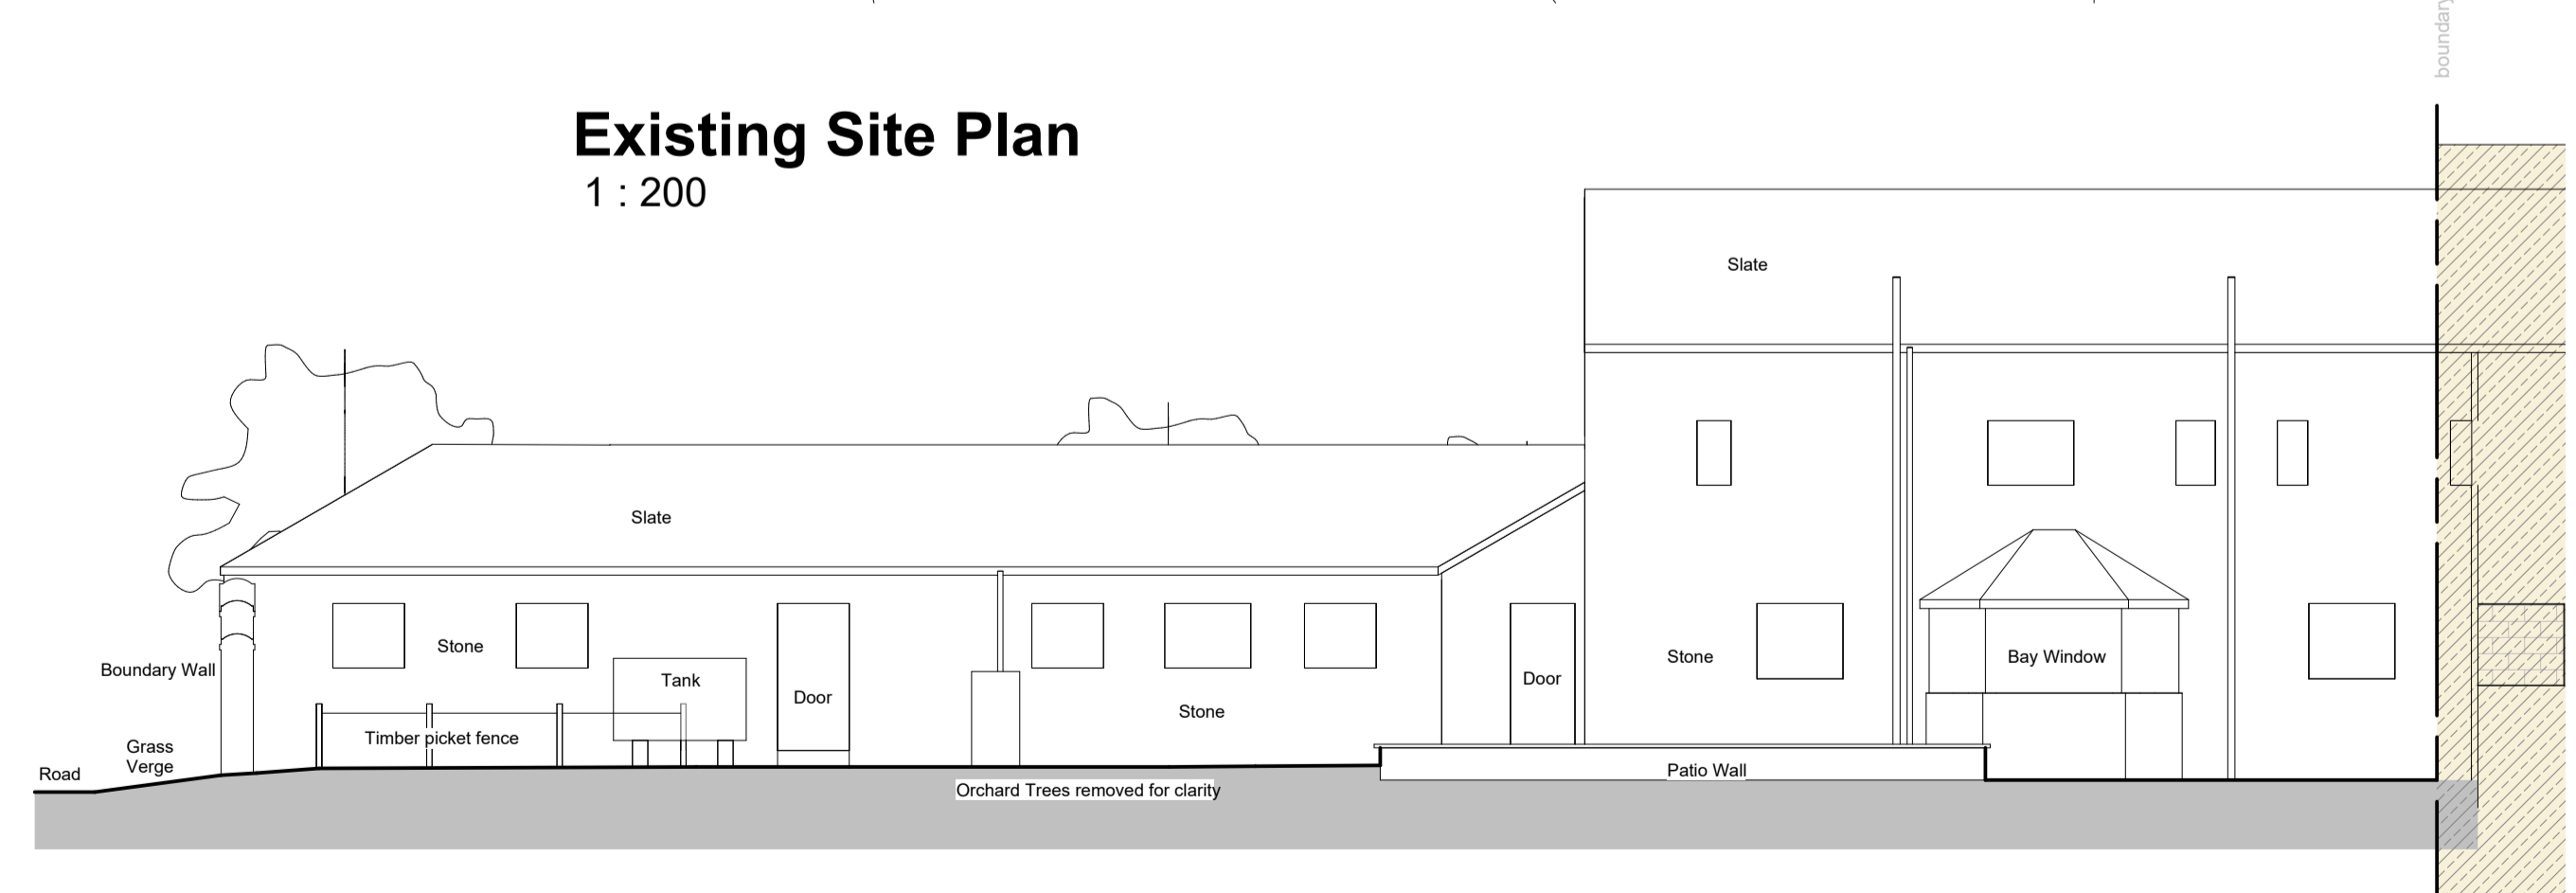 boundary
Existing Site Plan
1 : 200
Slate
Slate
Stone
Boundary Wall
Tank
Door
Stone
Door
Stone
Bay Window
Timber picket fence
Grass
Verge
Road
Patio Wall
Orchard Trees removed for clarity